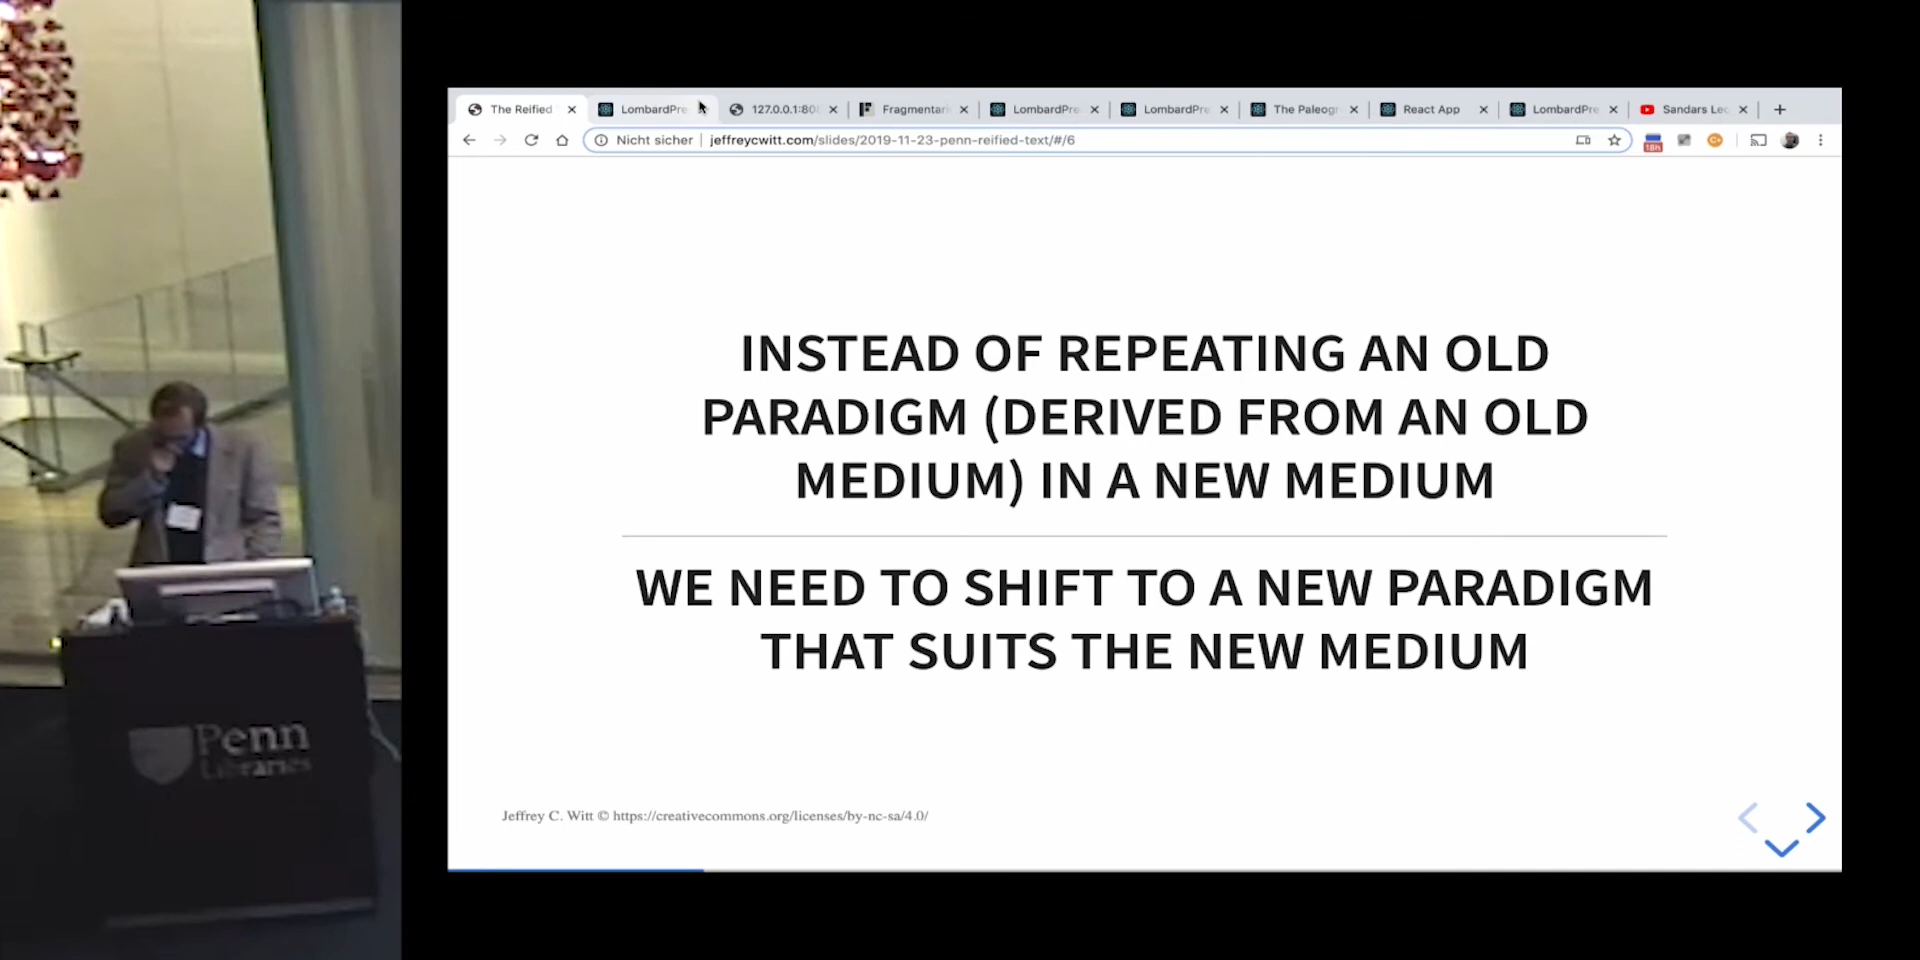 The Reified
LombardPre
127.0.0.1:80
Fragmentari
LombardPre
LombardPre
The Paleogr
React App
LombardPre
Sandars Lec
Nicht sicher | jeffreycwitt.com/slides/2019-11-23-penn-reified-text/#/6
18h
INSTEAD OF REPEATING AN OLD
PARADIGM (DERIVED FROM AN OLD
MEDIUM) IN A NEW MEDIUM
WE NEED TO SHIFT TO A NEW PARADIGM
THAT SUITS THE NEW MEDIUM
Jeffrey C. Witt © https://creativecommons.org/licenses/by-nc-sa/4.0/
Penn
Libraries